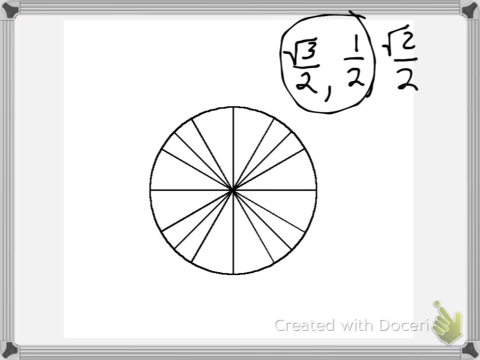 √3/2, 1/2 √2/2
Created with Doceri